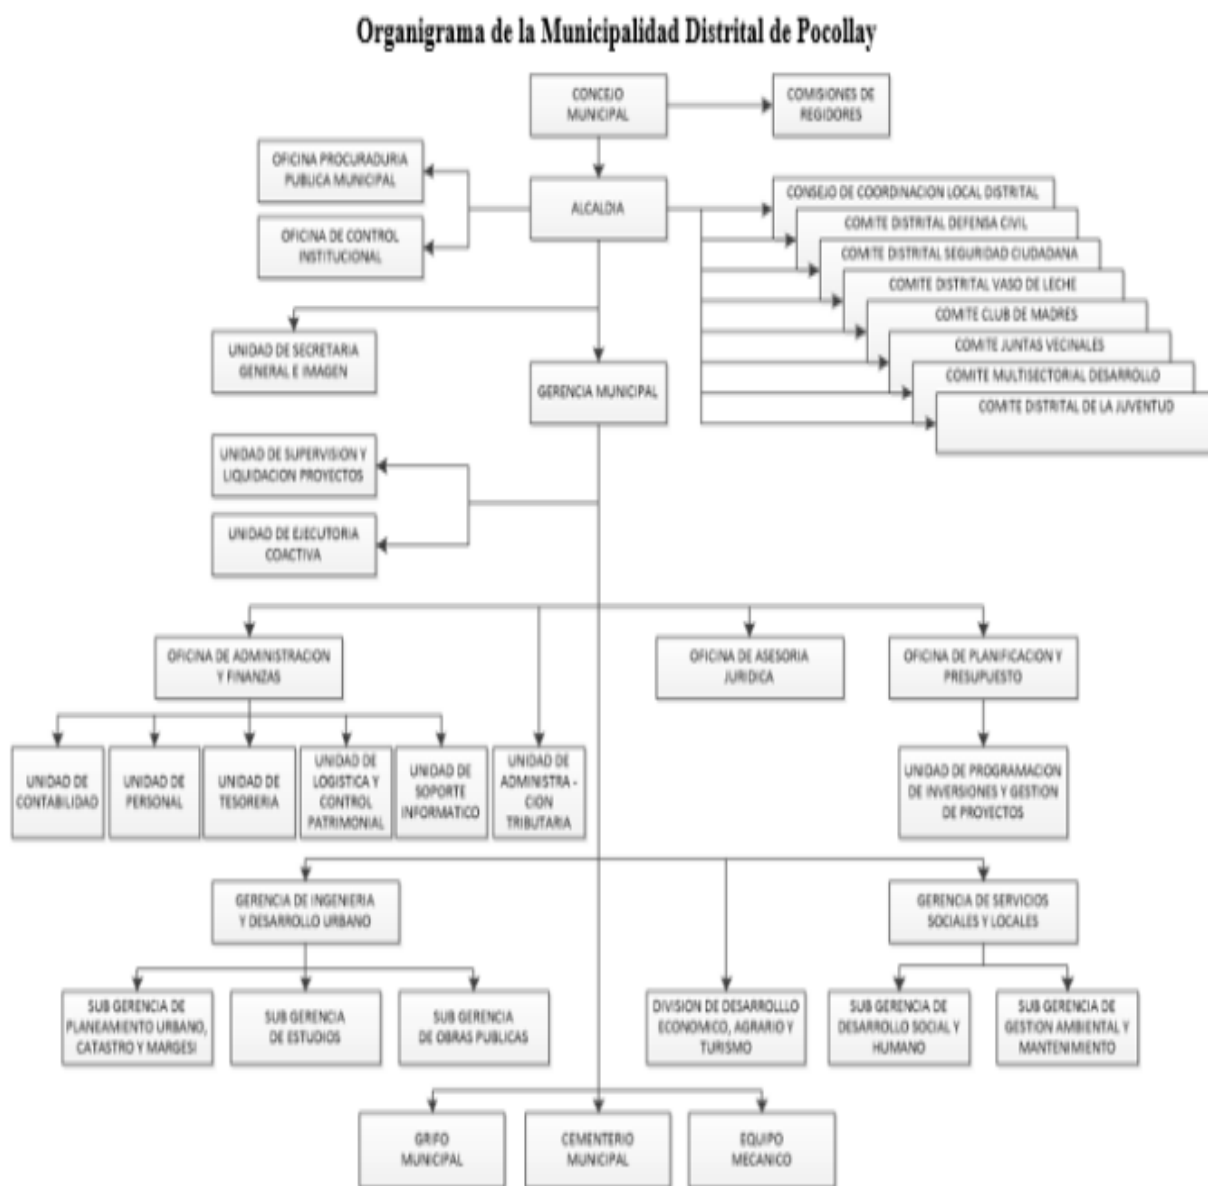 Organigrama de la Municipalidad Distrital de Pocollay
CONCEJO
MUNICIPAL
COMISIONES DE
REGIDORES
OFICINA PROCURADURIA
PUBLICA MUNICIPAL
ALCALDIA
CONSEJO DE COORDINACION LOCAL DISTRITAL
COMITE DISTRITAL DEFENSA CIVIL
OFICINA DE CONTROL
INSTITUCIONAL
COMITE DISTRITAL SEGURIDAD CIUDADANA
COMITE DISTRITAL VASO DE LECHE
COMITE CLUB DE MADRES
COMITE JUNTAS VECINALES
COMITE MULTISECTORIAL DESARROLLO
COMITE DISTRITAL DE LA JUVENTUD
UNIDAD DE SECRETARIA
GENERAL E IMAGEN
GERENCIA MUNICIPAL
UNIDAD DE SUPERVISION Y
LIQUIDACION PROYECTOS
UNIDAD DE EJECUTORIA
COACTIVA
OFICINA DE ADMINISTRACION
Y FINANZAS
OFICINA DE ASESORIA
JURIDICA
OFICINA DE PLANIFICACION Y
PRESUPUESTO
UNIDAD DE
CONTABILIDAD
UNIDAD DE
PERSONAL
UNIDAD DE
TESORERIA
UNIDAD DE
LOGISTICA Y
CONTROL
PATRIMONIAL
UNIDAD DE
SOPORTE
INFORMATICO
UNIDAD DE
ADMINISTRA -
CION
TRIBUTARIA
UNIDAD DE PROGRAMACION
DE INVERSIONES Y GESTION
DE PROYECTOS
GERENCIA DE INGENIERIA
Y DESARROLLO URBANO
GERENCIA DE SERVICIOS
SOCIALES Y LOCALES
SUB GERENCIA DE
PLANEAMIENTO URBANO,
CATASTRO Y MARGESI
SUB GERENCIA
DE ESTUDIOS
SUB GERENCIA
DE OBRAS PUBLICAS
DIVISION DE DESARROLLLO
ECONOMICO, AGRARIO Y
TURISMO
SUB GERENCIA DE
DESARROLLO SOCIAL Y
HUMANO
SUB GERENCIA DE
GESTION AMBIENTAL Y
MANTENIMIENTO
GRIFO
MUNICIPAL
CEMENTERIO
MUNICIPAL
EQUIPO
MECANICO